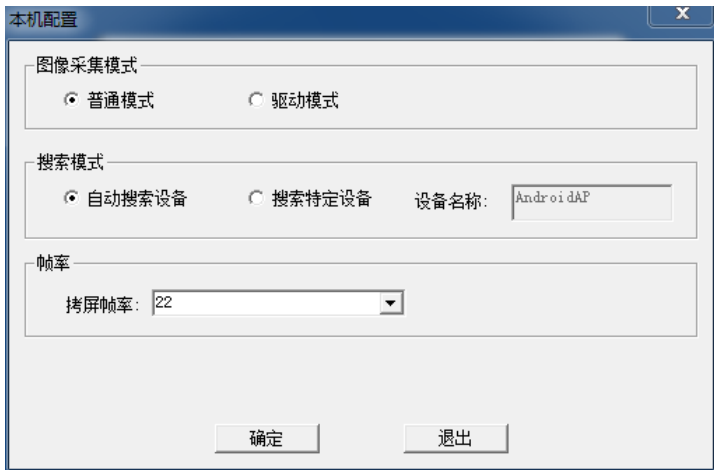 本机配置
图像采集模式
普通模式 驱动模式
搜索模式
自动搜索设备 搜索特定设备 设备名称: AndroidAP
帧率
拷屏帧率: 22
确定 退出